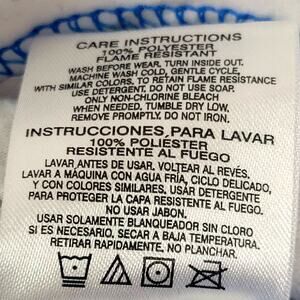 CARE INSTRUCTIONS
100% POLYESTER
FLAME RESISTANT
WASH BEFORE WEAR. TURN INSIDE OUT.
MACHINE WASH COLD, GENTLE CYCLE,
WITH SIMILAR COLORS. TO RETAIN FLAME RESISTANCE
USE DETERGENT, DO NOT USE SOAP.
ONLY NON-CHLORINE BLEACH
WHEN NEEDED, TUMBLE DRY LOW.
REMOVE PROMPTLY. DO NOT IRON.
INSTRUCCIONES PARA LAVAR
100% POLIÉSTER
RESISTENTE AL FUEGO
LAVAR ANTES DE USAR. VOLTEAR AL REVÉS.
LAVAR A MÁQUINA CON AGUA FRÍA, CICLO DELICADO,
Y CON COLORES SIMILARES. USAR DETERGENTE
PARA PROTEGER LA CAPA RESISTENTE AL FUEGO,
NO USAR JABON.
USAR SOLAMENTE BLANQUEADOR SIN CLORO
SI ES NECESARIO, SECAR A BAJA TEMPERATURA
RETIRAR RAPIDAMENTE, NO PLANCHAR.